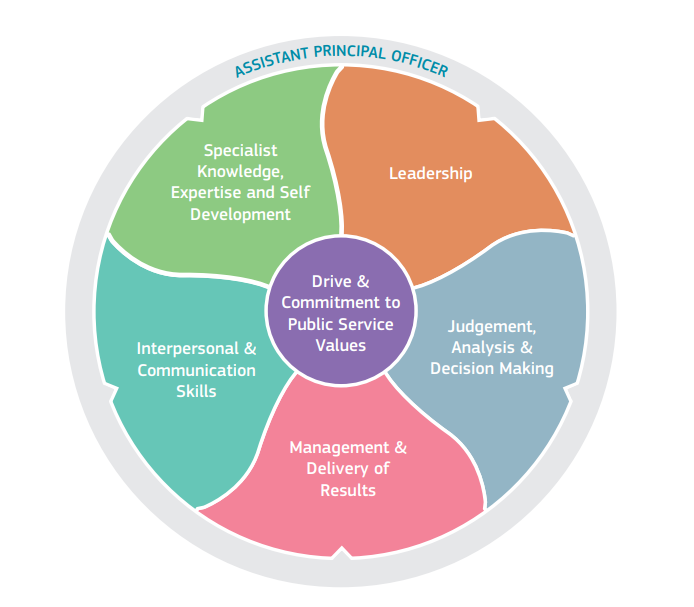 ASSISTANT PRINCIPAL OFFICER
Specialist
Knowledge,
Expertise and Self
Development
Leadership
Drive &
Commitment to
Public Service
Values
Judgement,
Analysis &
Decision Making
Interpersonal &
Communication
Skills
Management &
Delivery of
Results